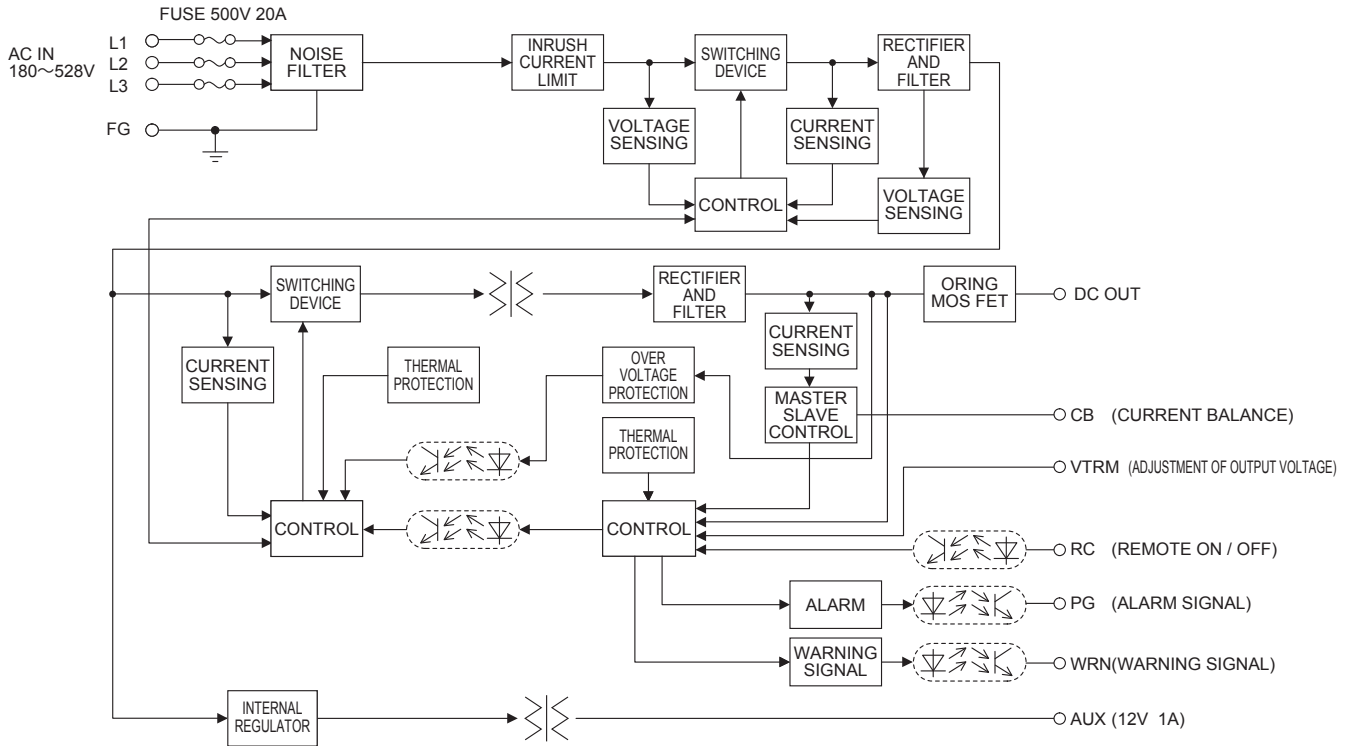 FUSE 500V 20A
AC IN
180～528V
L1
L2
L3
FG
NOISE
FILTER
INRUSH
CURRENT
LIMIT
SWITCHING
DEVICE
RECTIFIER
AND
FILTER
VOLTAGE
SENSING
CURRENT
SENSING
CONTROL
VOLTAGE
SENSING
SWITCHING
DEVICE
RECTIFIER
AND
FILTER
ORING
MOS FET
DC OUT
CURRENT
SENSING
THERMAL
PROTECTION
OVER
VOLTAGE
PROTECTION
CURRENT
SENSING
MASTER
SLAVE
CONTROL
CB (CURRENT BALANCE)
THERMAL
PROTECTION
VTRM (ADJUSTMENT OF OUTPUT VOLTAGE)
CONTROL
CONTROL
RC (REMOTE ON / OFF)
ALARM
PG (ALARM SIGNAL)
WARNING
SIGNAL
WRN(WARNING SIGNAL)
INTERNAL
REGULATOR
AUX (12V 1A)